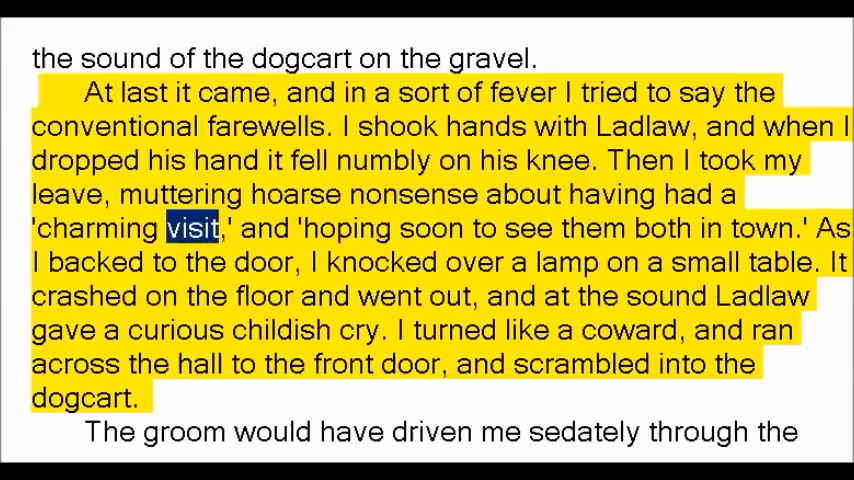 the sound of the dogcart on the gravel.
At last it came, and in a sort of fever I tried to say the
conventional farewells. I shook hands with Ladlaw, and when I
dropped his hand it fell numbly on his knee. Then I took my
leave, muttering hoarse nonsense about having had a
'charming visit,' and 'hoping soon to see them both in town.' As
I backed to the door, I knocked over a lamp on a small table. It
crashed on the floor and went out, and at the sound Ladlaw
gave a curious childish cry. I turned like a coward, and ran
across the hall to the front door, and scrambled into the
dogcart.
The groom would have driven me sedately through the